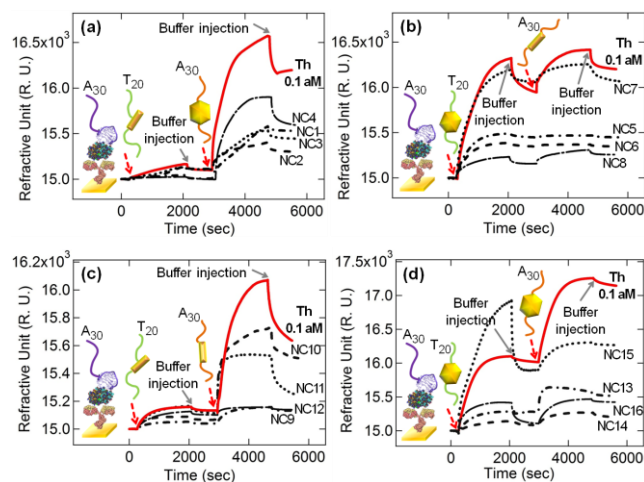 (a)
16.5x10³
16.0
15.5
15.0
Refractive Unit (R. U.)
0 2000 4000 6000
Time (sec)
A₃₀
T₂₀
A₃₀
Buffer injection
Buffer injection
Th
0.1 aM
NC4
NC1
NC3
NC2
(b)
16.5x10³
16.0
15.5
15.0
Refractive Unit (R. U.)
0 2000 4000 6000
Time (sec)
A₃₀
T₂₀
A₃₀
Buffer injection
Buffer injection
Th
0.1 aM
NC7
NC5
NC6
NC8
(c)
16.2x10³
16.0
15.8
15.6
15.4
15.2
15.0
Refractive Unit (R. U.)
0 2000 4000 6000
Time (sec)
A₃₀
T₂₀
A₃₀
Buffer injection
Buffer injection
Th
0.1 aM
NC10
NC11
NC12
NC9
(d)
17.5x10³
17.0
16.5
16.0
15.5
15.0
Refractive Unit (R. U.)
0 2000 4000 6000
Time (sec)
A₃₀
T₂₀
A₃₀
Buffer
injection
Buffer
injection
Th
0.1 aM
NC15
NC13
NC16
NC14